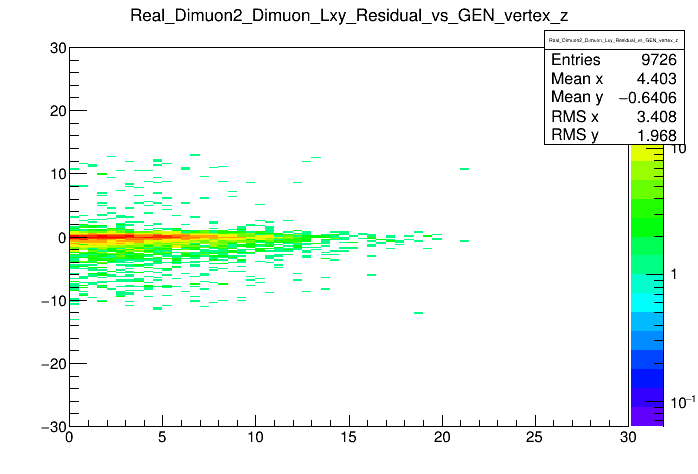 Real_Dimuon2_Dimuon_Lxy_Residual_vs_GEN_vertex_z
Real_Dimuon2_Dimuon_Lxy_Residual_vs_GEN_vertex_z
Entries 9726
Mean x 4.403
Mean y −0.6406
RMS x 3.408
RMS y 1.968
30
20
10
0
−10
−20
−30
0 5 10 15 20 25 30
10
1
10⁻¹